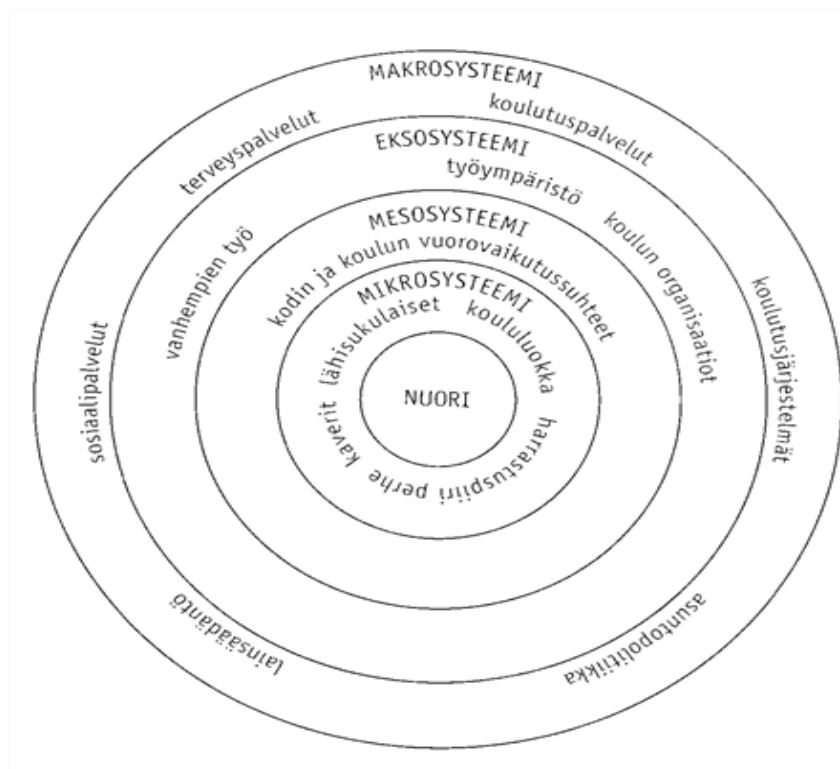 MAKROSYSTEEMI
koulutuspalvelut
terveyspalvelut
EKSOSYSTEEMI
työympäristö
MESOSYSTEEMI
koulun organisaatiot
vanhempien työ
kodin ja koulun vuorovaikutussuhteet
MIKROSYSTEEMI
lähisukulaiset
koululuokka
koulutusjärjestelmät
sosiaalipalvelut
NUORI
kaverit
perhe
harrastuspiiri
lainsäädäntö
asuntopolitiikka